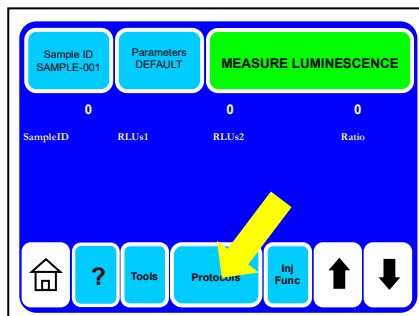 Sample ID
SAMPLE-001
Parameters
DEFAULT
MEASURE LUMINESCENCE
0 0 0
SampleID RLUs1 RLUs2 Ratio
? Tools Protocols Inj
Func